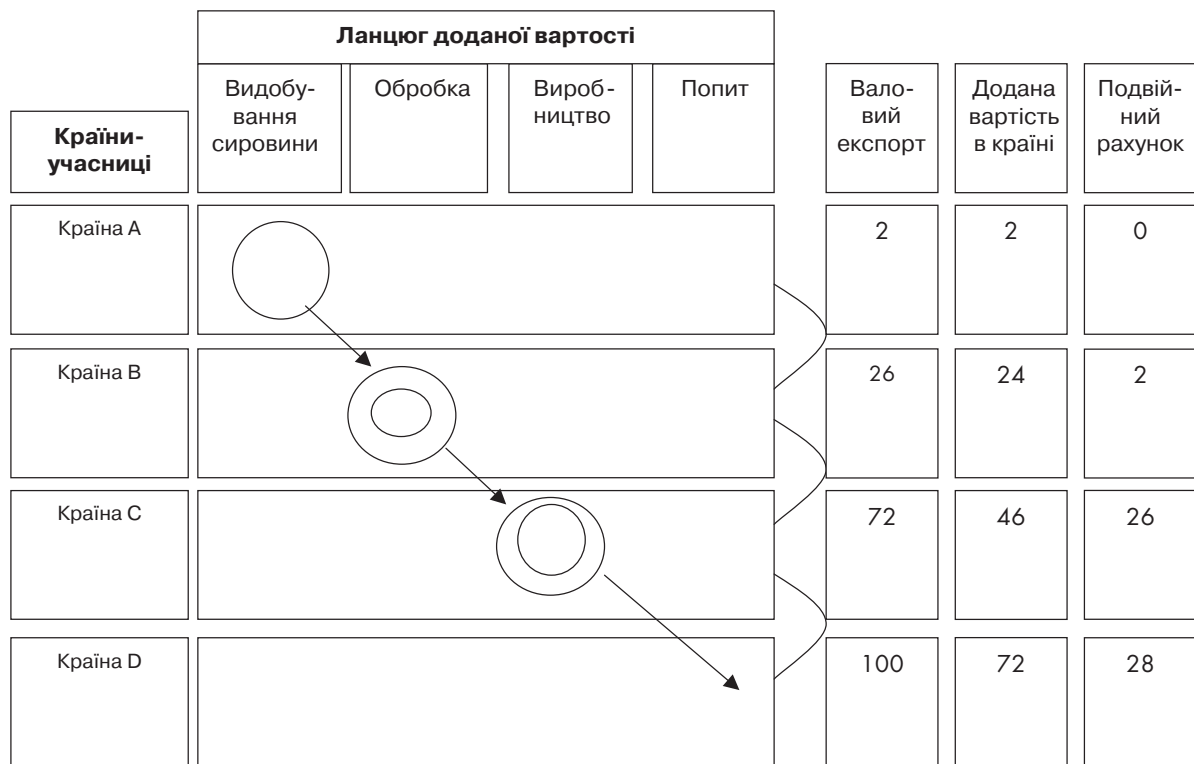 Ланцюг доданої вартості
Країни-
учасниці
Видобу-
вання
сировини
Обробка
Вироб-
ництво
Попит
Вало-
вий
експорт
Додана
вартість
в країні
Подвій-
ний
рахунок
Країна A
2
2
0
Країна B
26
24
2
Країна C
72
46
26
Країна D
100
72
28